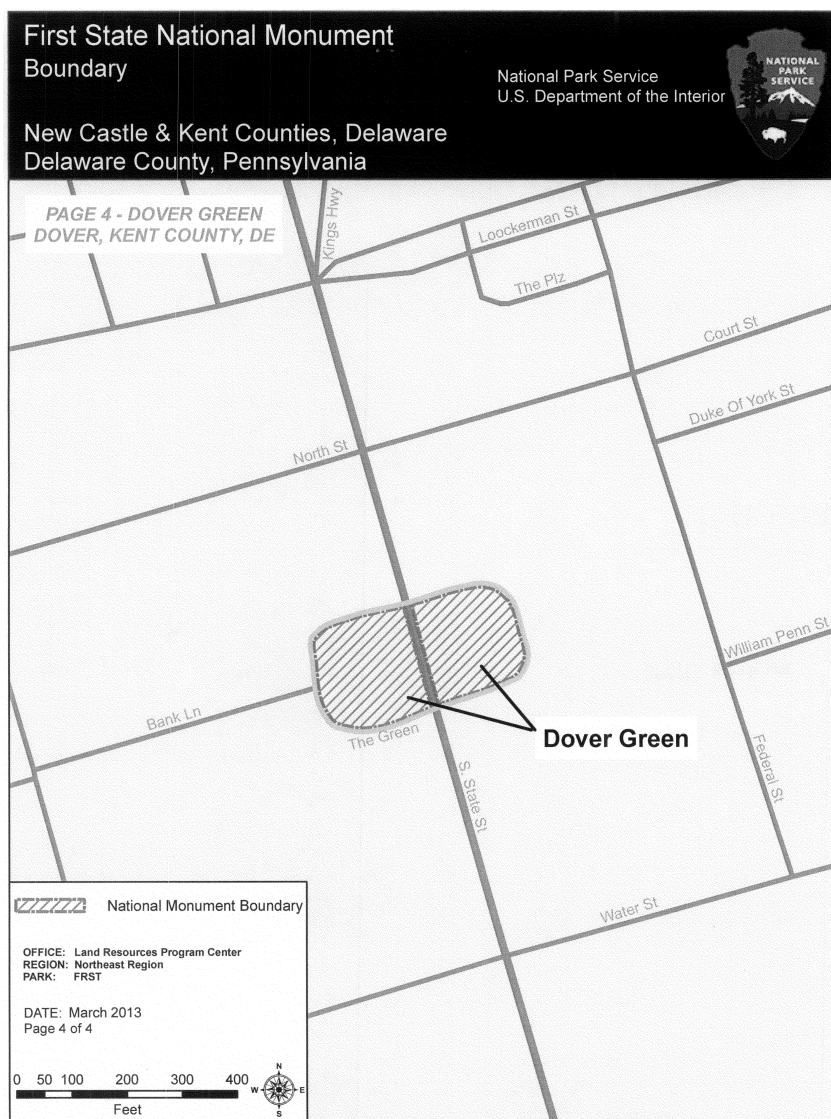 First State National Monument
Boundary
National Park Service
U.S. Department of the Interior
NATIONAL
PARK
SERVICE
New Castle & Kent Counties, Delaware
Delaware County, Pennsylvania
PAGE 4 - DOVER GREEN
DOVER, KENT COUNTY, DE
Kings Hwy
Loockerman St
The Plz
Court St
Duke Of York St
North St
William Penn St
Bank Ln
The Green
Dover Green
S. State St
Federal St
Water St
National Monument Boundary
OFFICE: Land Resources Program Center
REGION: Northeast Region
PARK: FRST
DATE: March 2013
Page 4 of 4
0 50 100 200 300 400
Feet
N
W E
S